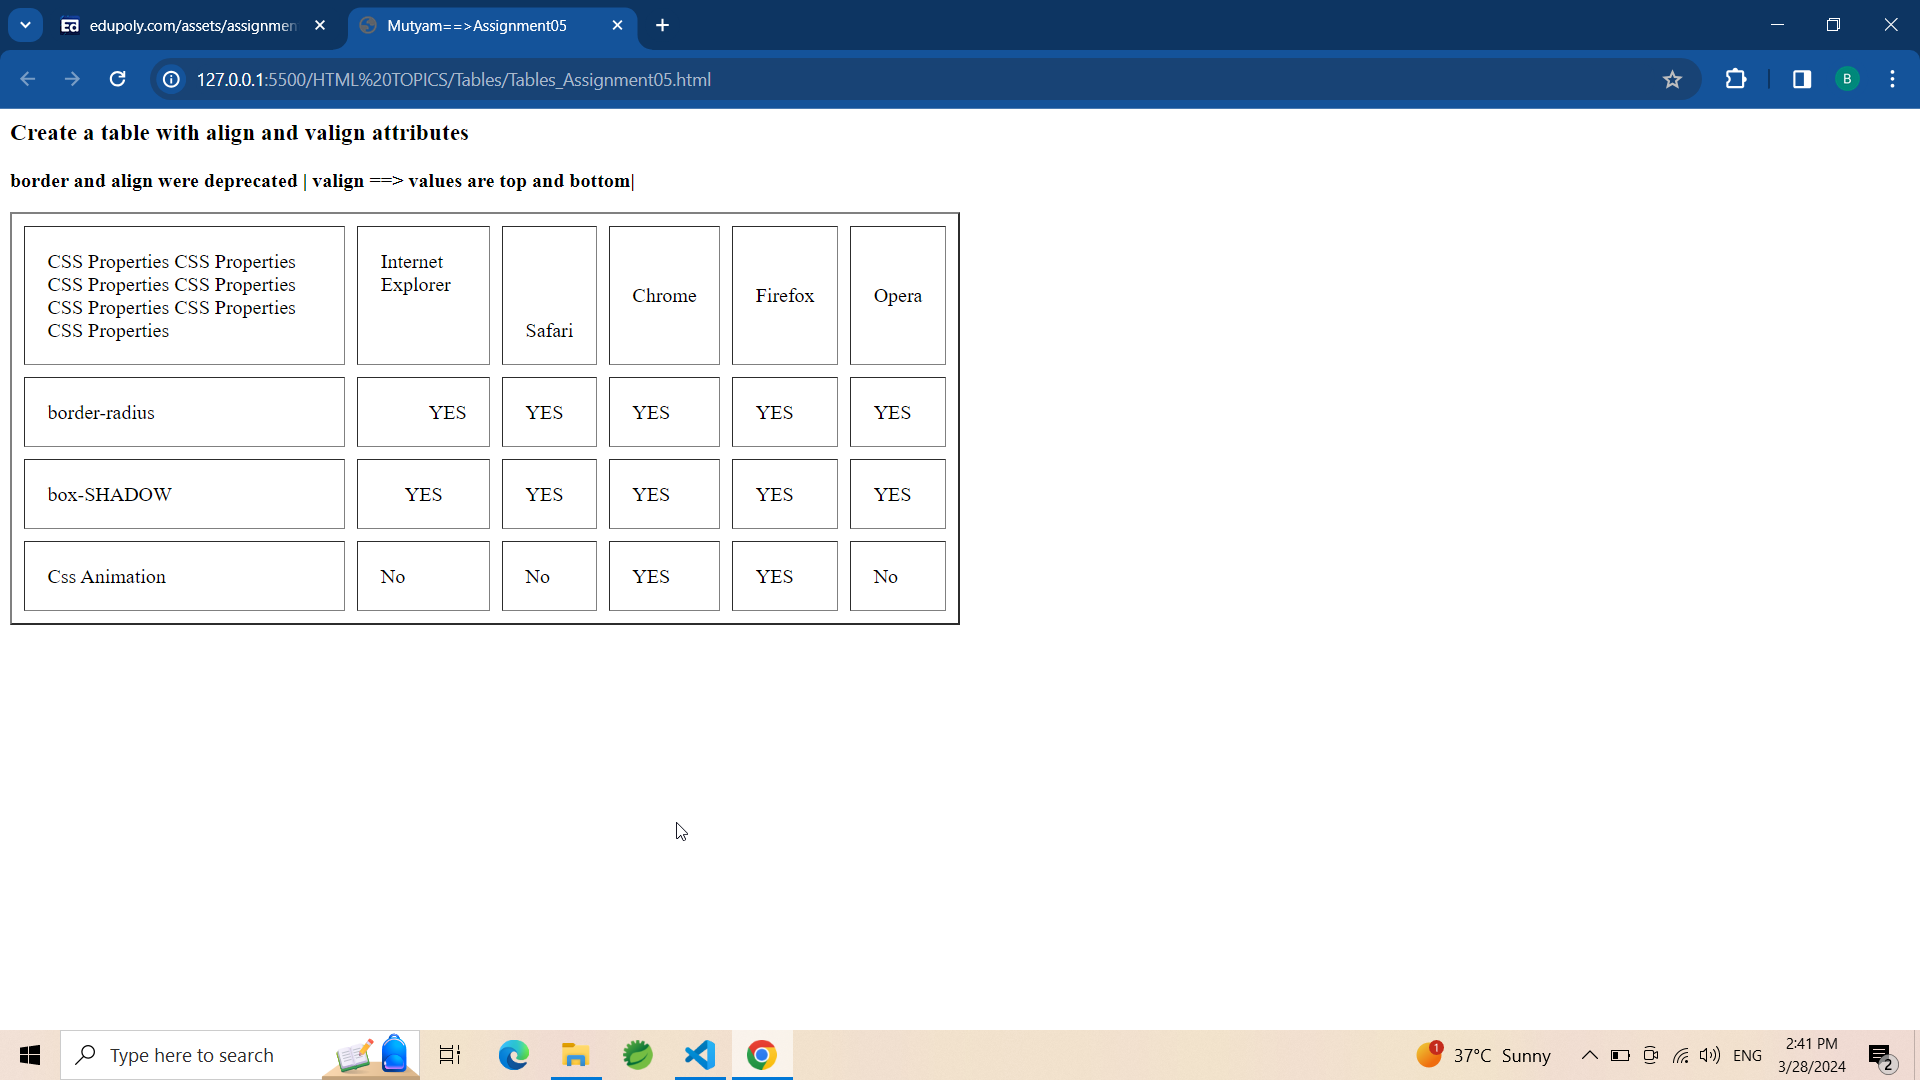 edupoly.com/assets/assignmen
Mutyam==>Assignment05
127.0.0.1:5500/HTML%20TOPICS/Tables/Tables_Assignment05.html
B
Create a table with align and valign attributes
border and align were deprecated | valign ==> values are top and bottom|
CSS Properties CSS Properties
CSS Properties CSS Properties
CSS Properties CSS Properties
CSS Properties
Internet
Explorer
Safari
Chrome
Firefox
Opera
border-radius YES YES YES YES YES
box-SHADOW YES YES YES YES YES
Css Animation No No YES YES No
Type here to search
1
37°C Sunny
ENG
2:41 PM
3/28/2024
2